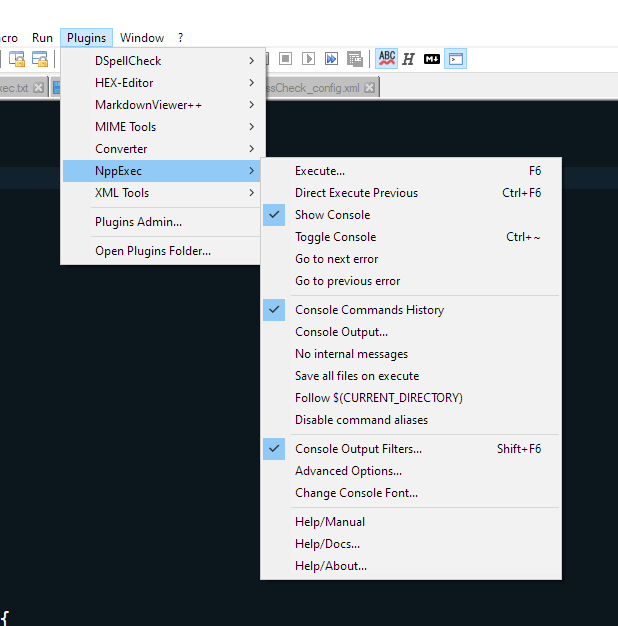 cro Run Plugins Window ?
ABC H M↓
xec.txt ssCheck_config.xml
DSpellCheck
HEX-Editor
MarkdownViewer++
MIME Tools
Converter
NppExec
XML Tools
Plugins Admin...
Open Plugins Folder...
Execute... F6
Direct Execute Previous Ctrl+F6
Show Console
Toggle Console Ctrl+~
Go to next error
Go to previous error
Console Commands History
Console Output...
No internal messages
Save all files on execute
Follow $(CURRENT_DIRECTORY)
Disable command aliases
Console Output Filters... Shift+F6
Advanced Options...
Change Console Font...
Help/Manual
Help/Docs...
Help/About...
{